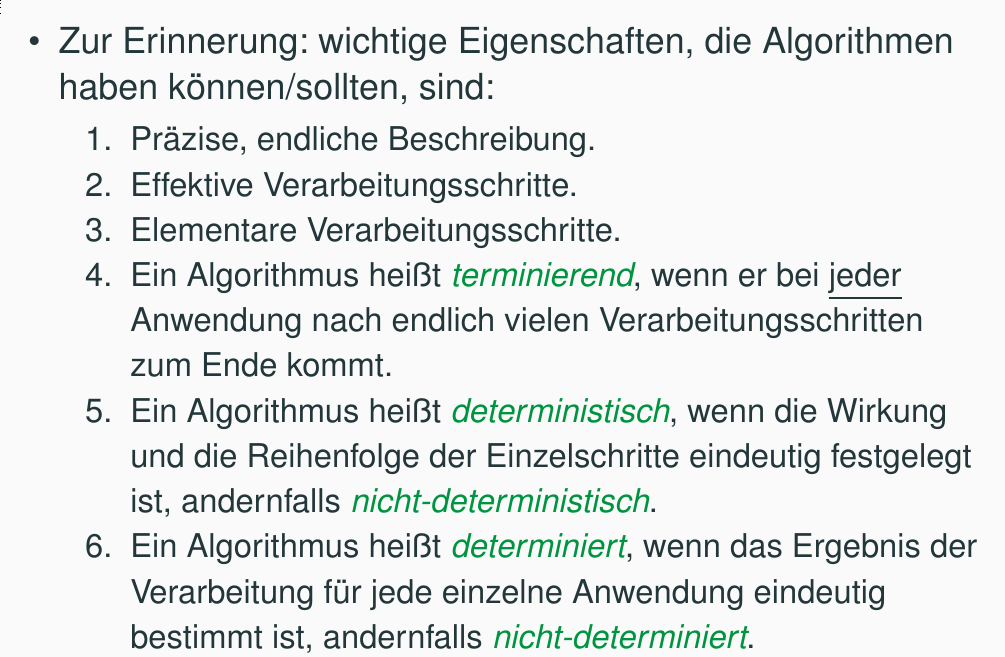 • Zur Erinnerung: wichtige Eigenschaften, die Algorithmen
haben können/sollten, sind:
1. Präzise, endliche Beschreibung.
2. Effektive Verarbeitungsschritte.
3. Elementare Verarbeitungsschritte.
4. Ein Algorithmus heißt terminierend, wenn er bei jeder
Anwendung nach endlich vielen Verarbeitungsschritten
zum Ende kommt.
5. Ein Algorithmus heißt deterministisch, wenn die Wirkung
und die Reihenfolge der Einzelschritte eindeutig festgelegt
ist, andernfalls nicht-deterministisch.
6. Ein Algorithmus heißt determiniert, wenn das Ergebnis der
Verarbeitung für jede einzelne Anwendung eindeutig
bestimmt ist, andernfalls nicht-determiniert.